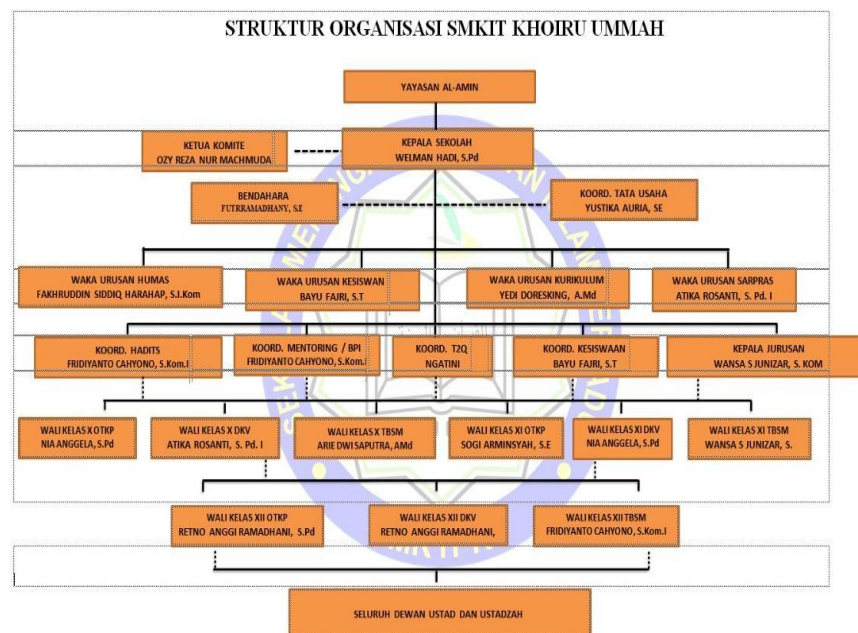 STRUKTUR ORGANISASI SMKIT KHOIRU UMMAH
YAYASAN AL-AMIN
KETUA KOMITE
OZY REZA NUR MACHMUDA
KEPALA SEKOLAH
WELMAN HADI, S.Pd
BENDAHARA
FUTRRAMADHANY, S.E
KOORD. TATA USAHA
YUSTIKA AURIA, SE
WAKA URUSAN HUMAS
FAKHRUDDIN SIDDIQ HARAHAP, S.I.Kom
WAKA URUSAN KESISWAN
BAYU FAJRI, S.T
WAKA URUSAN KURIKULUM
YEDI DORESKING, A.Md
WAKA URUSAN SARPRAS
ATIKA ROSANTI, S. Pd. I
KOORD. HADITS
FRIDIYANTO CAHYONO, S.Kom.I
KOORD. MENTORING / BPI
FRIDIYANTO CAHYONO, S.Kom.I
KOORD. T2Q
NGATINI
KOORD. KESISWAAN
BAYU FAJRI, S.T
KEPALA JURUSAN
WANSA S JUNIZAR, S. KOM
WALI KELAS X OTKP
NIA ANGGELA, S.Pd
WALI KELAS X DKV
ATIKA ROSANTI, S. Pd. I
WALI KELAS X TBSM
ARIE DWI SAPUTRA, AMd
WALI KELAS XI OTKP
SOGI ARMINSYAH, S.E
WALI KELAS XI DKV
NIA ANGGELA, S.Pd
WALI KELAS XI TBSM
WANSA S JUNIZAR, S.
WALI KELAS XII OTKP
RETNO ANGGI RAMADHANI, S.Pd
WALI KELAS XII DKV
RETNO ANGGI RAMADHANI,
WALI KELAS XII TBSM
FRIDIYANTO CAHYONO, S.Kom.I
SELURUH DEWAN USTAD DAN USTADZAH